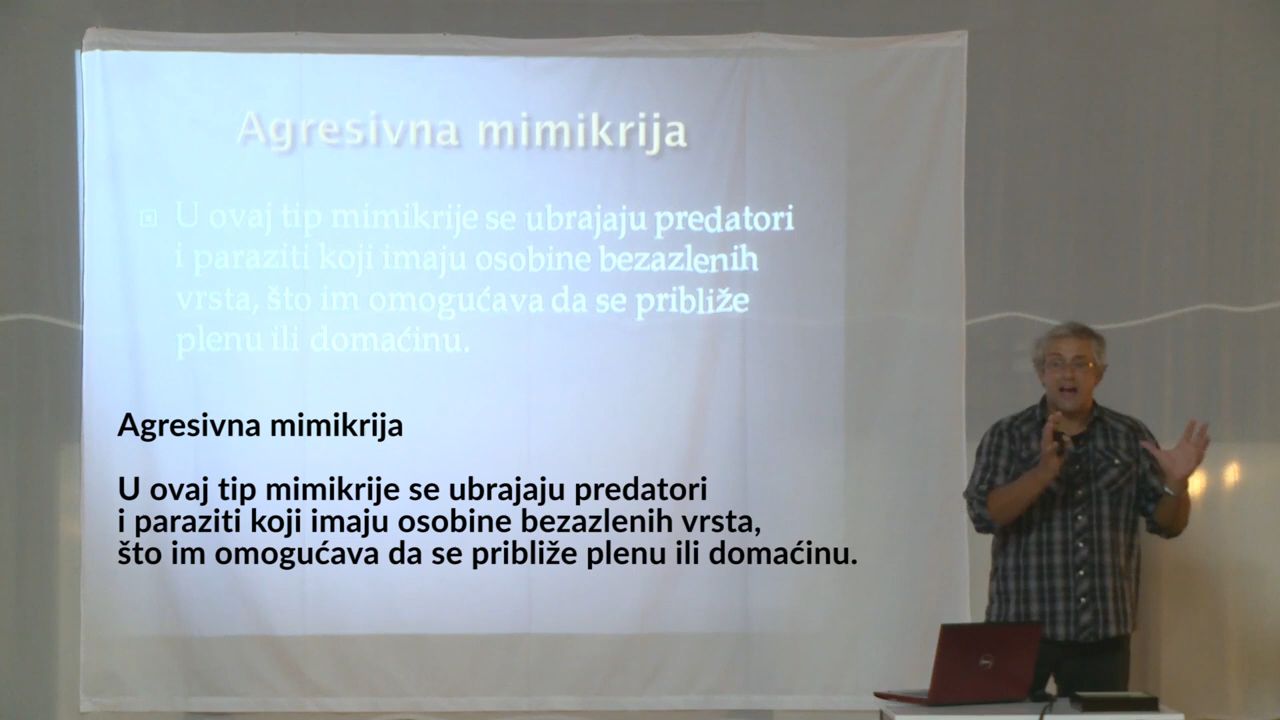 Agresivna mimikrija
U ovaj tip mimikrije se ubrajaju predatori
i paraziti koji imaju osobine bezazlenih
vrsta, što im omogućava da se približe
plenu ili domaćinu.
Agresivna mimikrija
U ovaj tip mimikrije se ubrajaju predatori
i paraziti koji imaju osobine bezazlenih vrsta,
što im omogućava da se približe plenu ili domaćinu.